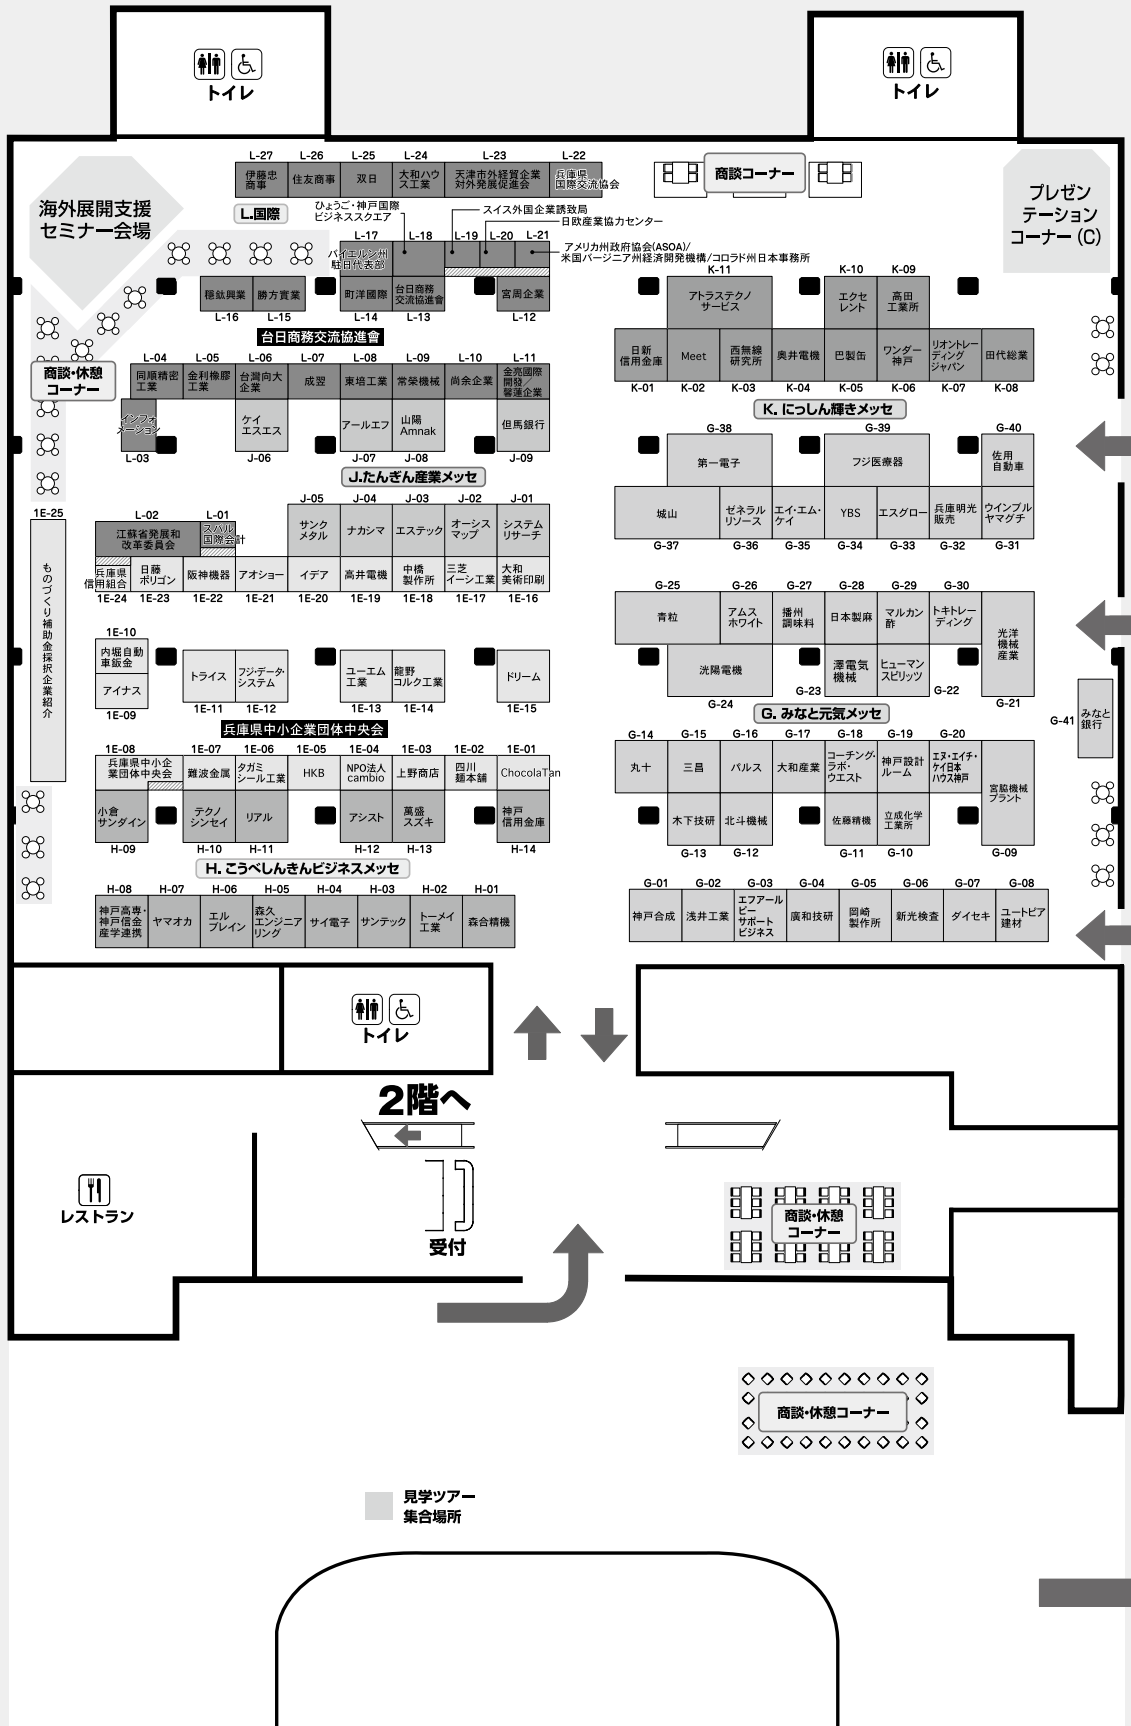 トイレ
トイレ
海外展開支援
セミナー会場
L-27
L-26
L-25
L-24
L-23
L-22
伊藤忠
商事
住友商事
双日
大和ハウ
ス工業
天津市外経貿企業
対外発展促進会
兵庫県
国際交流協会
商談コーナー
プレゼン
テーション
コーナー（C）
L.国際
ひょうご・神戸国際
ビジネススクエア
スイス外国企業誘致局
日欧産業協力センター
アメリカ州政府協会(ASOA)/
米国バージニア州経済開発機構/コロラド州日本事務所
L-17
L-18
L-19
L-20
L-21
バイエルン州
駐日代表部
穏鈦興業
勝方實業
町洋國際
台日商務
交流協進會
宮周企業
L-16
L-15
L-14
L-13
L-12
台日商務交流協進會
商談・休憩
コーナー
L-04
L-05
L-06
L-07
L-08
L-09
L-10
L-11
同順精密
工業
金利橡膠
工業
台灣向大
企業
成翌
東培工業
常榮機械
尚余企業
金亮國際
開發／
馨蓮企業
インフォ
メーション
ケイ
エスエス
アールエフ
山陽
Amnak
但馬銀行
L-03
J-06
J-07
J-08
J-09
J.たんぎん産業メッセ
K-11
K-10
K-09
アトラステクノ
サービス
エクセ
レント
高田
工業所
日新
信用金庫
Meet
西無線
研究所
奥井電機
巴製缶
ワンダー
神戸
リオントレー
ディング
ジャパン
田代総業
K-01
K-02
K-03
K-04
K-05
K-06
K-07
K-08
K. にっしん輝きメッセ
G-38
G-39
G-40
第一電子
フジ医療器
佐用
自動車
城山
ゼネラル
リソース
エイ・エム・
ケイ
YBS
エスグロー
兵庫明光
販売
ウインブル
ヤマグチ
G-37
G-36
G-35
G-34
G-33
G-32
G-31
1E-25
ものづくり補助金採択企業紹介
L-02
L-01
J-05
J-04
J-03
J-02
J-01
江蘇省発展和
改革委員会
スバル
国際会計
サンク
メタル
ナカシマ
エステック
オーシス
マップ
システム
リサーチ
兵庫県
信用組合
日藤
ポリゴン
阪神機器
アオショー
イデア
高井電機
中橋
製作所
三芝
イーシ工業
大和
美術印刷
1E-24
1E-23
1E-22
1E-21
1E-20
1E-19
1E-18
1E-17
1E-16
1E-10
内堀自動
車鈑金
アイナス
1E-09
トライス
フジ・データ・
システム
ユーエム
工業
龍野
コルク工業
ドリーム
1E-11
1E-12
1E-13
1E-14
1E-15
兵庫県中小企業団体中央会
G-25
G-26
G-27
G-28
G-29
G-30
青粒
アムス
ホワイト
播州
調味料
日本製麻
マルカン
酢
トキトレー
ディング
光洋
機械
産業
洸陽電機
澤電気
機械
ヒューマン
スピリッツ
G-24
G-23
G-22
G-21
G-41
みなと
銀行
G. みなと元気メッセ
1E-08
1E-07
1E-06
1E-05
1E-04
1E-03
1E-02
1E-01
兵庫県中小企
業団体中央会
難波金属
タガミ
シール工業
HKB
NPO法人
cambio
上野商店
四川
麺本舗
ChocolaTan
小倉
サンダイン
テクノ
シンセイ
リアル
アシスト
萬盛
スズキ
神戸
信用金庫
H-09
H-10
H-11
H-12
H-13
H-14
H. こうべしんきんビジネスメッセ
H-08
H-07
H-06
H-05
H-04
H-03
H-02
H-01
神戸高専・
神戸信金
産学連携
ヤマオカ
エル
ブレイン
森久
エンジニア
リング
サイ電子
サンテック
トーメイ
工業
森合精機
G-14
G-15
G-16
G-17
G-18
G-19
G-20
丸十
三昌
パルス
大和産業
コーチング・
ラボ・
ウエスト
神戸設計
ルーム
エヌ・エイチ・
ケイ日本
ハウス神戸
宮脇機械
プラント
木下技研
北斗機械
佐藤精機
立成化学
工業所
G-13
G-12
G-11
G-10
G-09
G-01
G-02
G-03
G-04
G-05
G-06
G-07
G-08
神戸合成
浅井工業
エフアール
ビー
サポート
ビジネス
廣和技研
岡崎
製作所
新光検査
ダイセキ
ユートピア
建材
トイレ
2階へ
レストラン
受付
商談・休憩
コーナー
商談・休憩コーナー
見学ツアー
集合場所